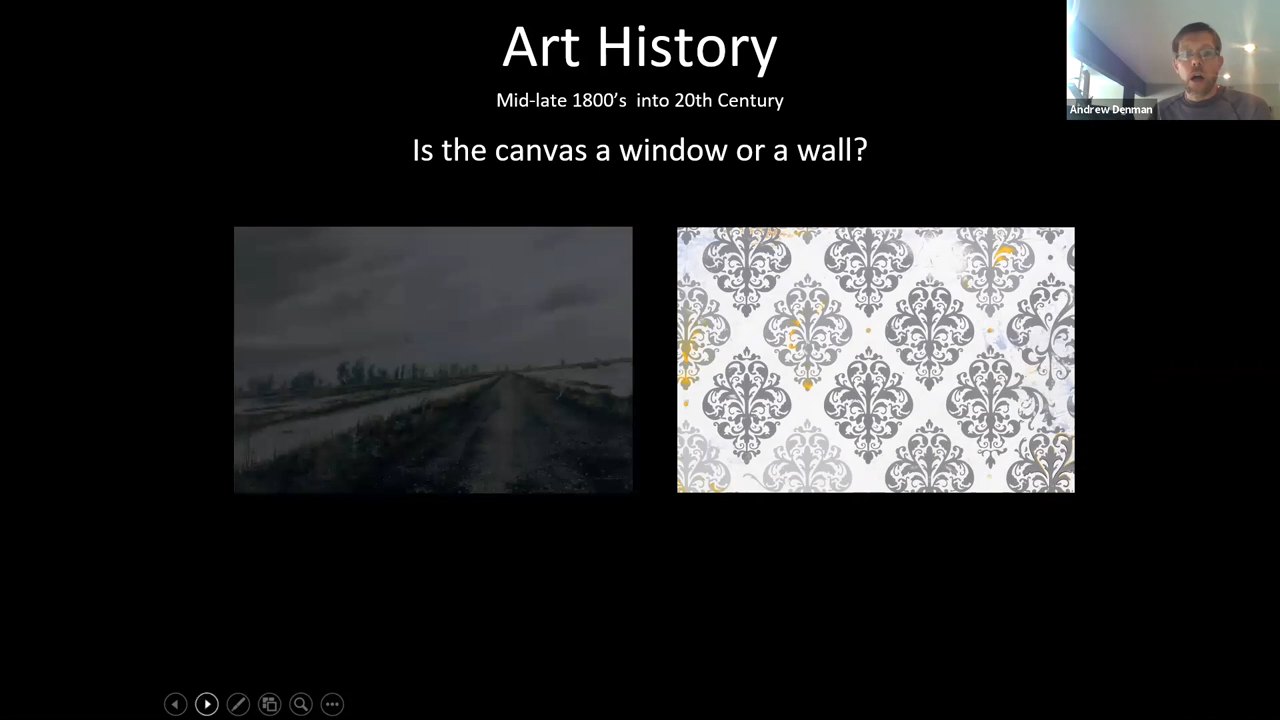 Art History
Mid-late 1800's  into 20th Century
Is the canvas a window or a wall?
Andrew Denman